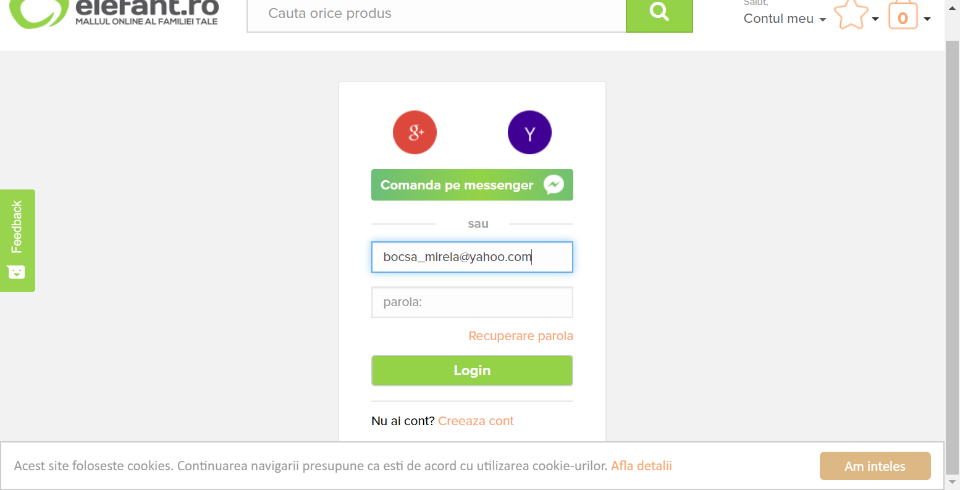 elefant.ro
MALLUL ONLINE AL FAMILIEI TALE
Cauta orice produs
Salut,
Contul meu
0
g+
Y
Comanda pe messenger
sau
bocsa_mirela@yahoo.com
parola:
Recuperare parola
Login
Nu ai cont? Creeaza cont
Feedback
Acest site foloseste cookies. Continuarea navigarii presupune ca esti de acord cu utilizarea cookie-urilor. Afla detalii
Am inteles